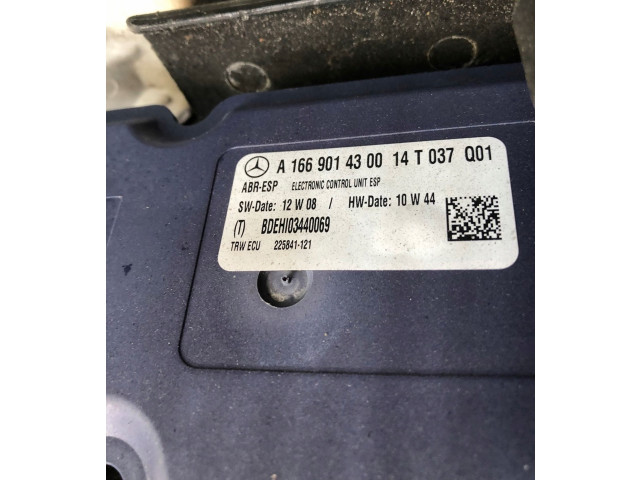 A 166 901 43 00 14 T 037 Q01
ABR-ESP ELECTRONIC CONTROL UNIT ESP
SW-Date: 12 W 08 / HW-Date: 10 W 44
(T) BDEHI03440069
TRW ECU 225841-121